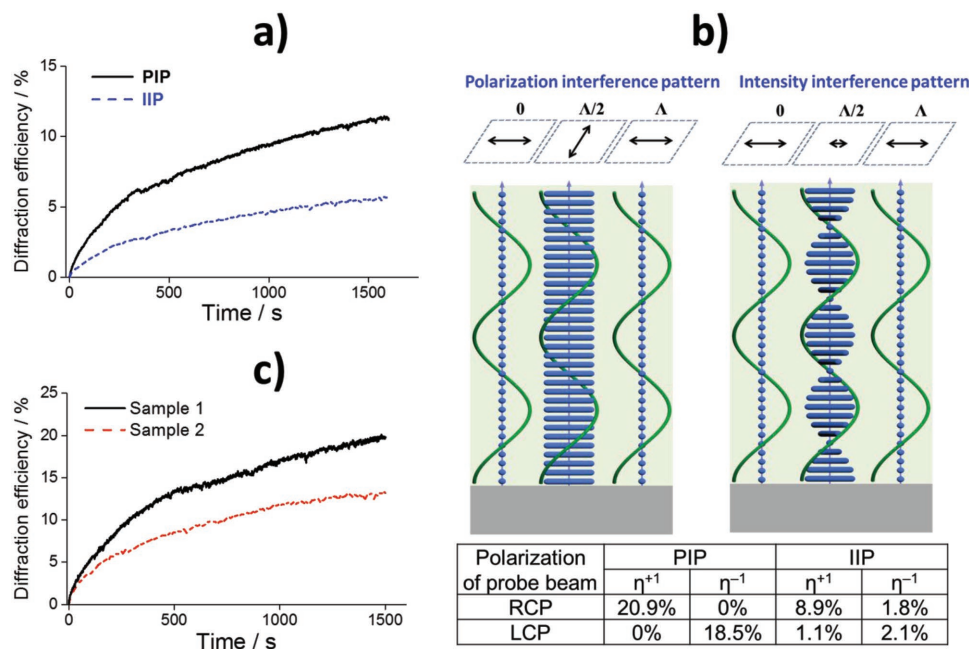 a)
Diffraction efficiency / %
15
10
5
0
PIP
IIP
0 500 1000 1500
Time / s
b)
Polarization interference pattern
0 Λ/2 Λ
Intensity interference pattern
0 Λ/2 Λ
c)
Diffraction efficiency / %
25
20
15
10
5
0
Sample 1
Sample 2
0 500 1000 1500
Time / s
Polarization of probe beam PIP IIP
η⁺¹ η⁻¹ η⁺¹ η⁻¹
RCP 20.9% 0% 8.9% 1.8%
LCP 0% 18.5% 1.1% 2.1%